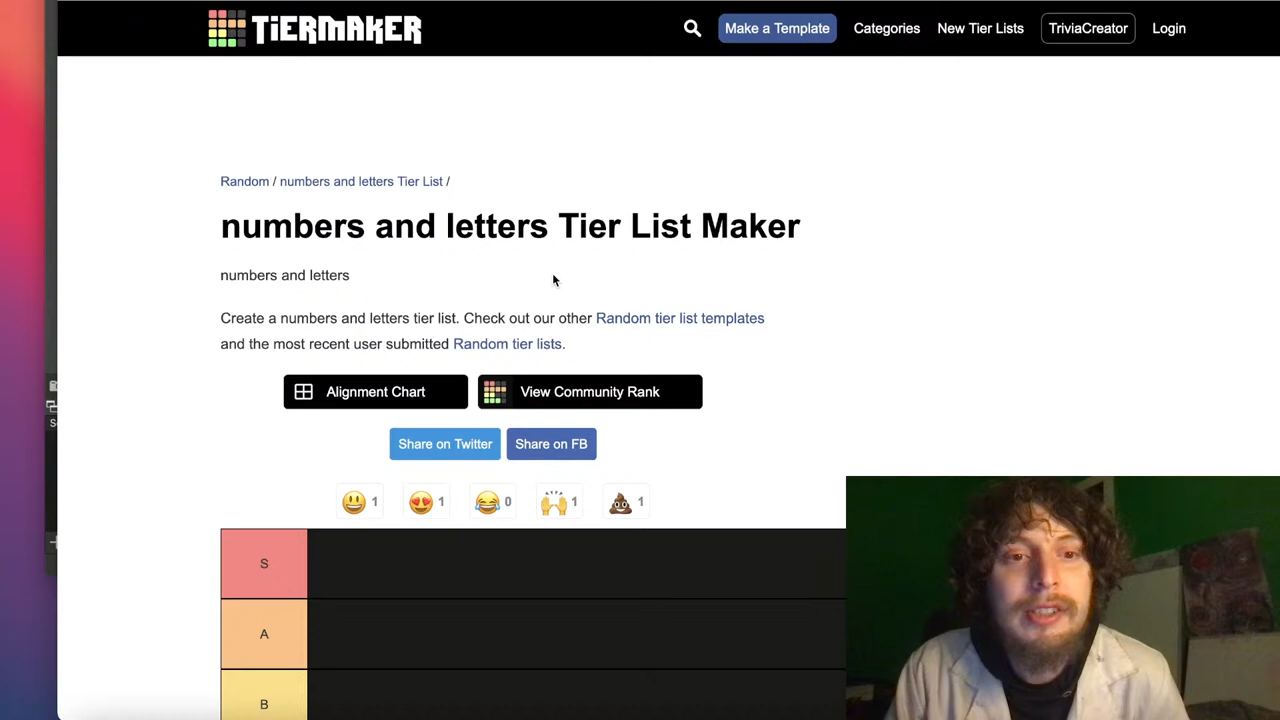 TiERMAKER
Make a Template
Categories
New Tier Lists
TriviaCreator
Login
Random / numbers and letters Tier List /
numbers and letters Tier List Maker
numbers and letters
Create a numbers and letters tier list. Check out our other Random tier list templates
and the most recent user submitted Random tier lists.
Alignment Chart
View Community Rank
Share on Twitter
Share on FB
1
1
0
1
1
S
A
B